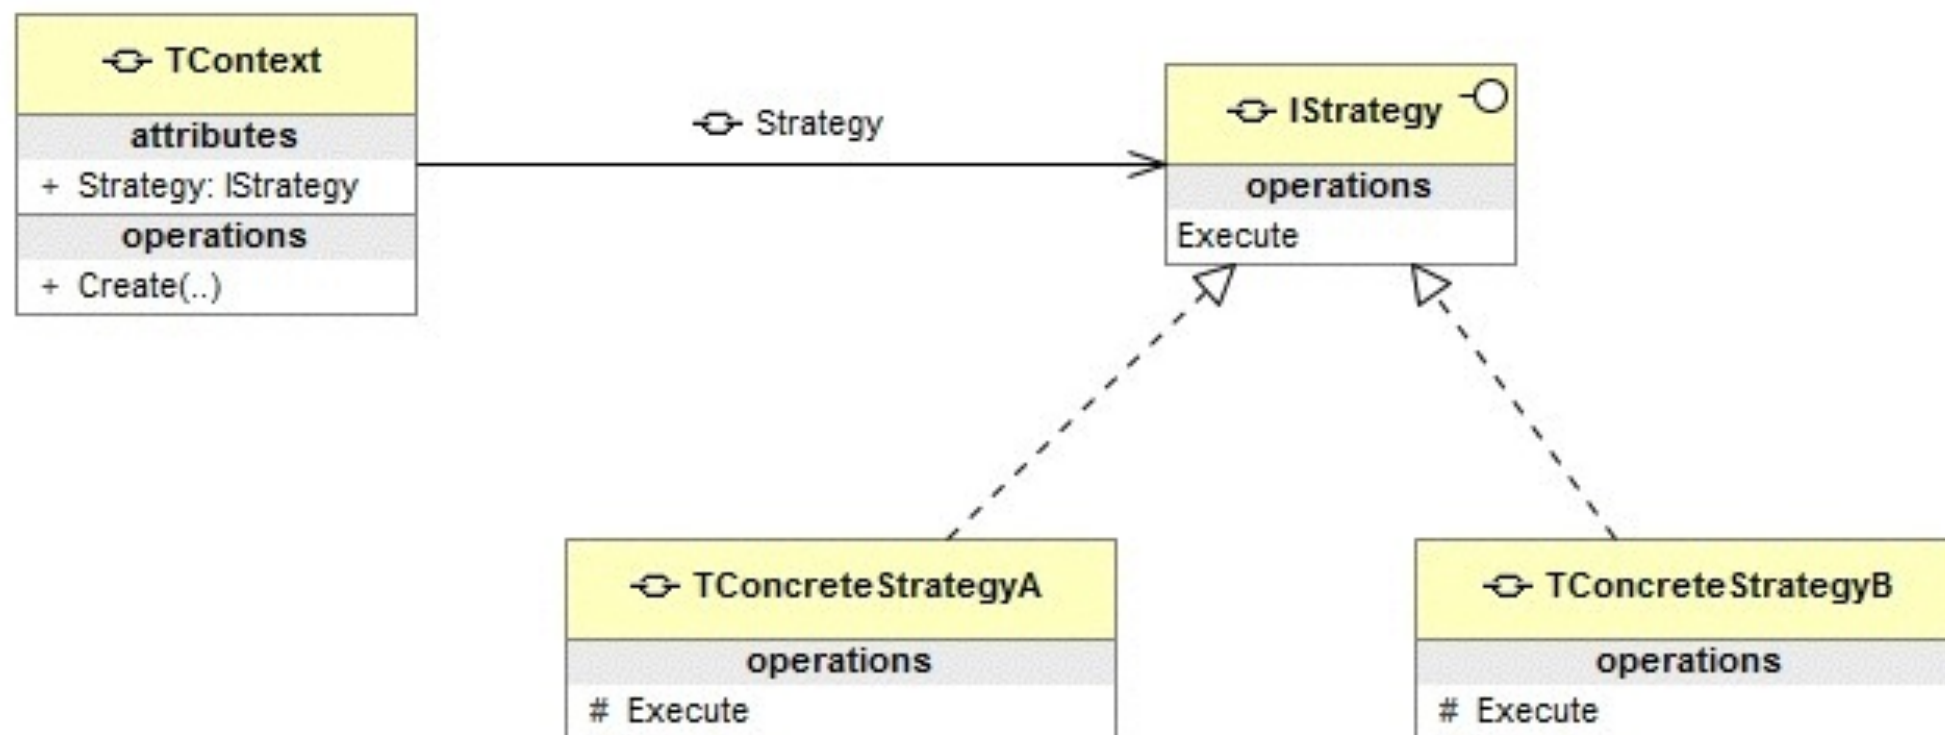 TContext
attributes
+ Strategy: IStrategy
operations
+ Create(..)
Strategy
IStrategy
operations
Execute
TConcreteStrategyA
operations
# Execute
TConcreteStrategyB
operations
# Execute